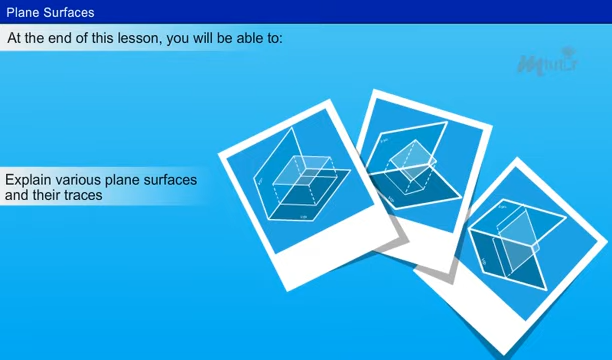 Plane Surfaces
At the end of this lesson, you will be able to:
Explain various plane surfaces
and their traces